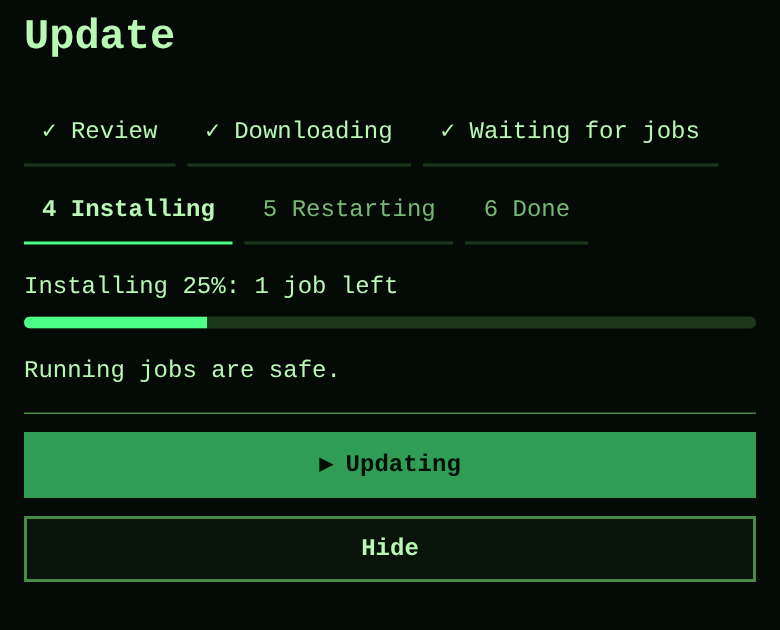 Update
✓ Review ✓ Downloading ✓ Waiting for jobs
4 Installing 5 Restarting 6 Done
Installing 25%: 1 job left
Running jobs are safe.
▶ Updating
Hide